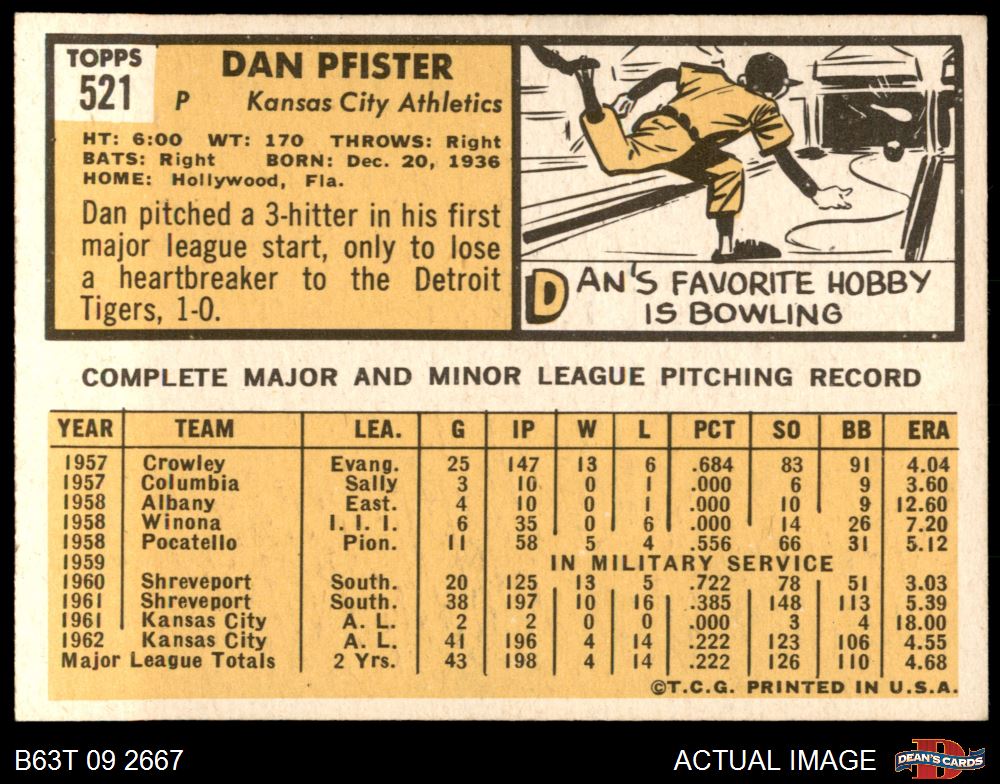 TOPPS
521
DAN PFISTER
P Kansas City Athletics
HT: 6:00 WT: 170 THROWS: Right
BATS: Right BORN: Dec. 20, 1936
HOME: Hollywood, Fla.
Dan pitched a 3-hitter in his first
major league start, only to lose
a heartbreaker to the Detroit
Tigers, 1-0.
DAN'S FAVORITE HOBBY
IS BOWLING
COMPLETE MAJOR AND MINOR LEAGUE PITCHING RECORD
YEAR TEAM LEA. G IP W L PCT SO BB ERA
1957 Crowley Evang. 25 147 13 6 .684 83 91 4.04
1957 Columbia Sally 3 10 0 1 .000 6 9 3.60
1958 Albany East. 4 10 0 1 .000 10 9 12.60
1958 Winona I. I. I. 6 35 0 6 .000 14 26 7.20
1958 Pocatello Pion. 11 58 5 4 .556 66 31 5.12
1959 IN MILITARY SERVICE
1960 Shreveport South. 20 125 13 5 .722 78 51 3.03
1961 Shreveport South. 38 197 10 16 .385 148 113 5.39
1961 Kansas City A. L. 2 2 0 0 .000 3 4 18.00
1962 Kansas City A. L. 41 196 4 14 .222 123 106 4.55
Major League Totals 2 Yrs. 43 198 4 14 .222 126 110 4.68
©T.C.G. PRINTED IN U.S.A.
B63T 09 2667 ACTUAL IMAGE DEAN'S CARDS